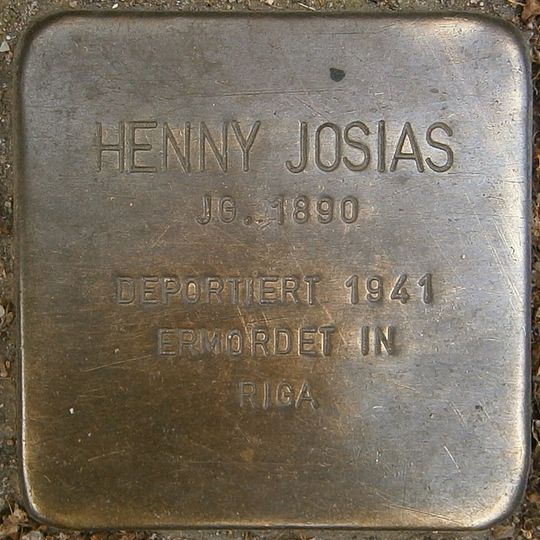 HENNY JOSIAS
JG. 1890
DEPORTIERT 1941
ERMORDET IN
RIGA